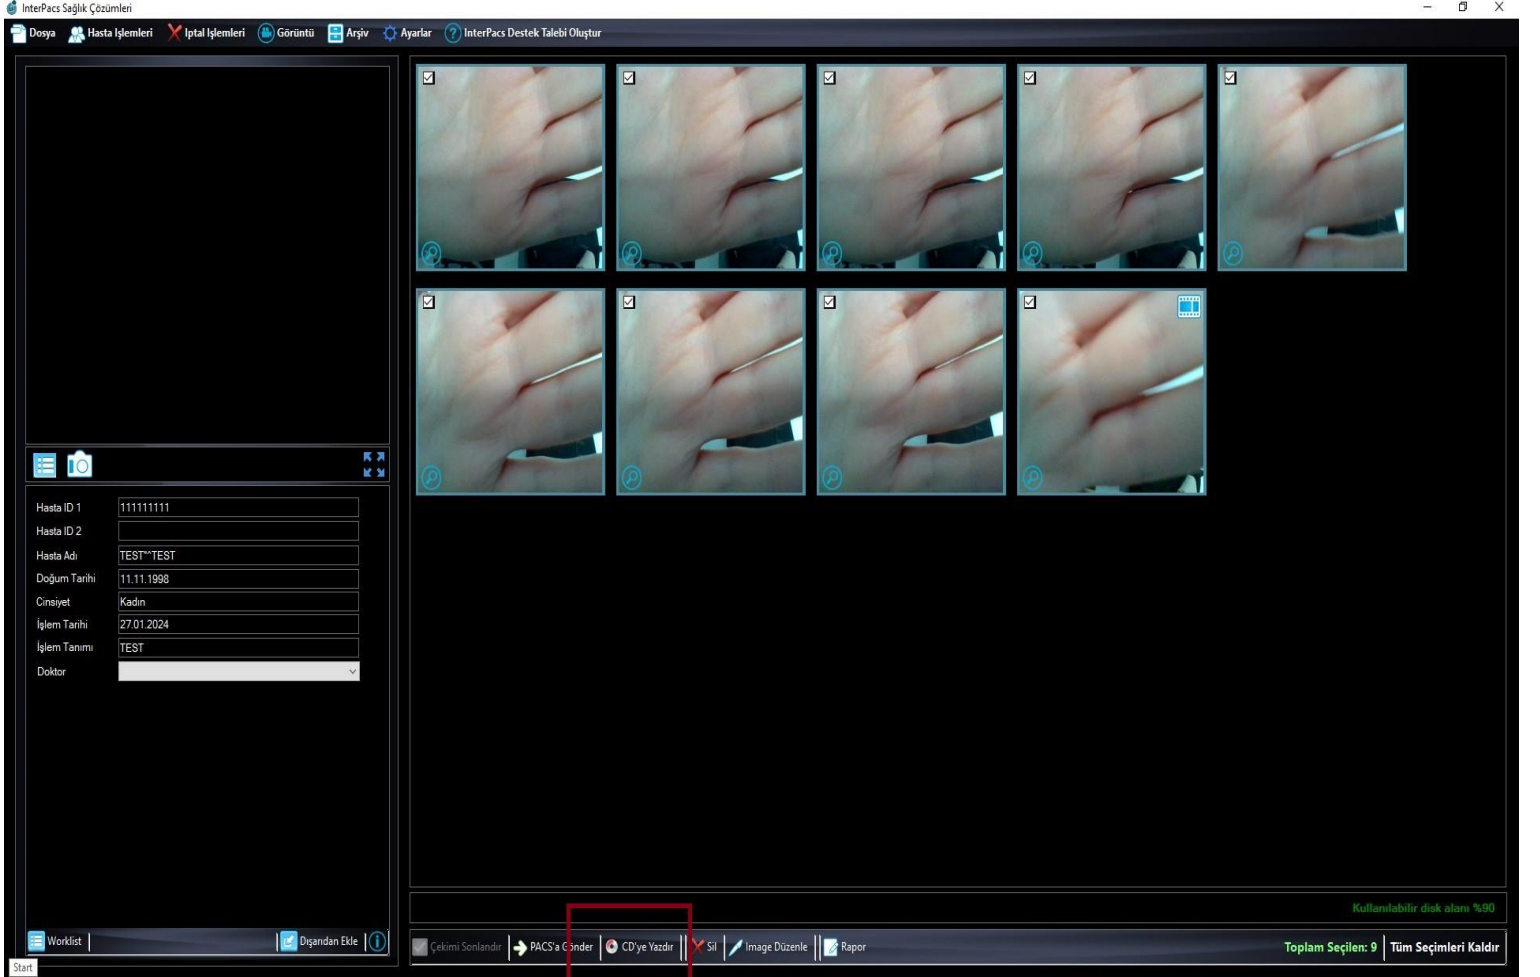 InterPacs Sağlık Çözümleri
Dosya Hasta İşlemleri İptal İşlemleri Görüntü Arşiv Ayarlar InterPacs Destek Talebi Oluştur
Hasta ID 1 111111111
Hasta ID 2
Hasta Adı TEST^^TEST
Doğum Tarihi 11.11.1998
Cinsiyet Kadın
İşlem Tarihi 27.01.2024
İşlem Tanımı TEST
Doktor
Kullanılabilir disk alanı %90
Worklist Dışarıdan Ekle Çekimi Sonlandır PACS'a Gönder CD'ye Yazdır Sil Image Düzenle Rapor Toplam Seçilen: 9 Tüm Seçimleri Kaldır
Start